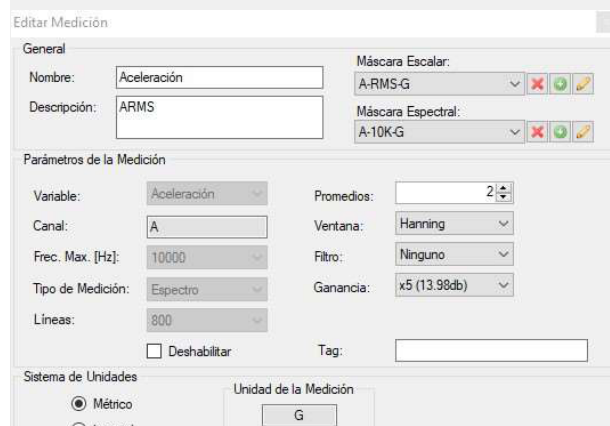 Editar Medición
General
Nombre: Aceleración
Descripción: ARMS
Máscara Escalar:
A-RMS-G
Máscara Espectral:
A-10K-G
Parámetros de la Medición
Variable: Aceleración
Canal: A
Frec. Max. [Hz]: 10000
Tipo de Medición: Espectro
Líneas: 800
Deshabilitar
Promedios: 2
Ventana: Hanning
Filtro: Ninguno
Ganancia: x5 (13.98db)
Tag:
Sistema de Unidades
Métrico
Unidad de la Medición
G